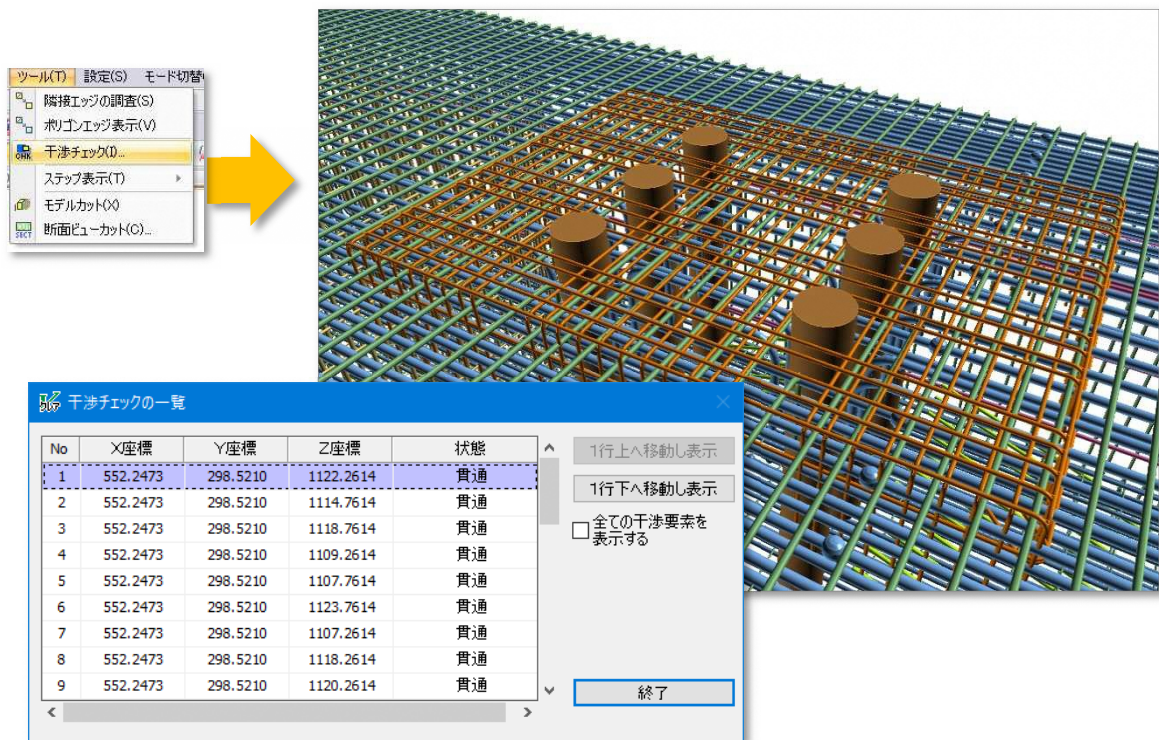 ツール(T) 設定(S) モード切替
隣接エッジの調査(S)
ポリゴンエッジ表示(V)
CHK 干渉チェック(I)...
ステップ表示(T)
モデルカット(X)
SECT 断面ビューカット(C)...
干渉チェックの一覧
No X座標 Y座標 Z座標 状態
1 552.2473 298.5210 1122.2614 貫通
2 552.2473 298.5210 1114.7614 貫通
3 552.2473 298.5210 1118.7614 貫通
4 552.2473 298.5210 1109.2614 貫通
5 552.2473 298.5210 1107.7614 貫通
6 552.2473 298.5210 1123.7614 貫通
7 552.2473 298.5210 1107.2614 貫通
8 552.2473 298.5210 1118.2614 貫通
9 552.2473 298.5210 1120.2614 貫通
1行上へ移動し表示
1行下へ移動し表示
全ての干渉要素を
表示する
終了